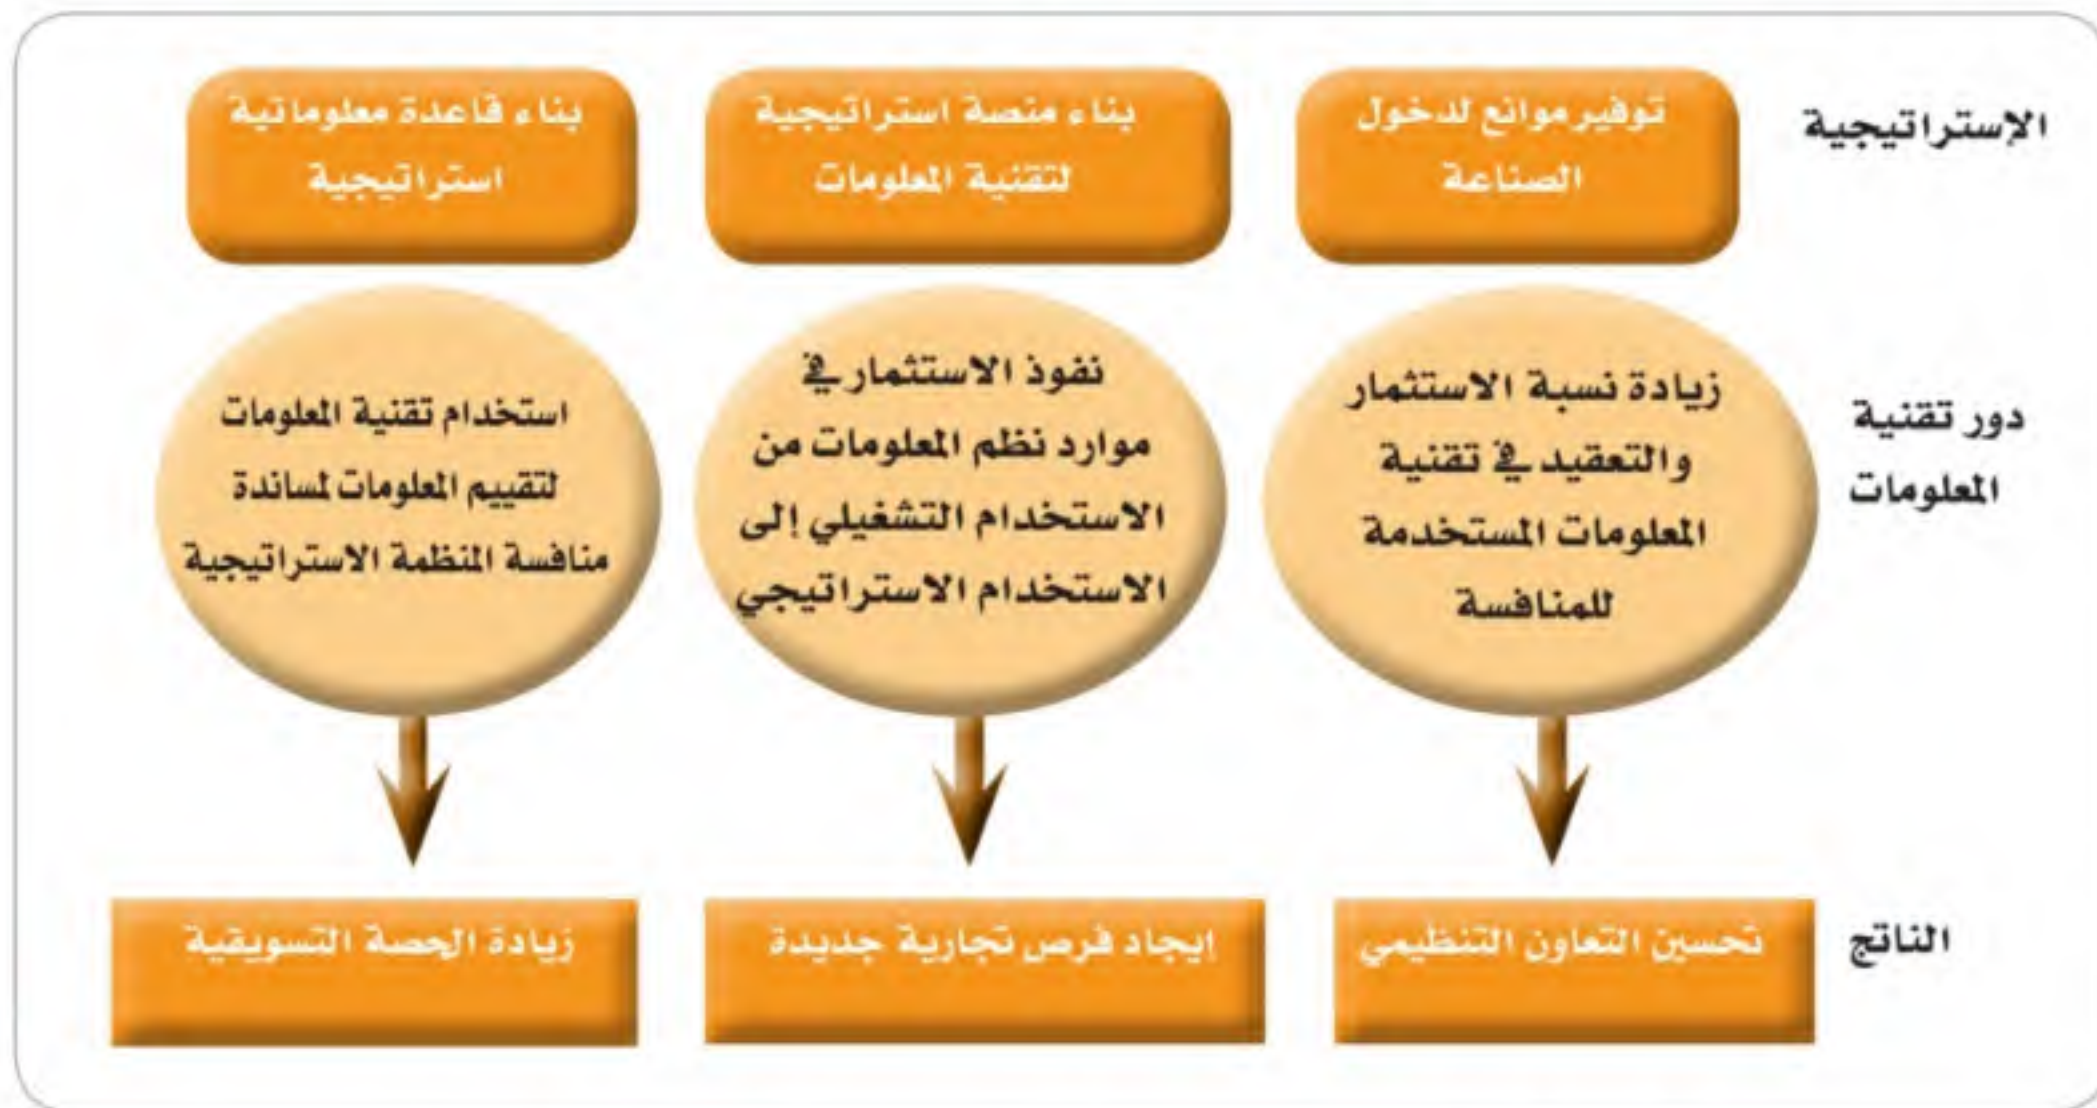 الإستراتيجية
توفير موانع لدخول
الصناعة
بناء منصة استراتيجية
لتقنية المعلومات
بناء قاعدة معلوماتية
استراتيجية
دور تقنية
المعلومات
زيادة نسبة الاستثمار
والتعقيد في تقنية
المعلومات المستخدمة
للمنافسة
نفوذ الاستثمار في
موارد نظم المعلومات من
الاستخدام التشغيلي إلى
الاستخدام الاستراتيجي
استخدام تقنية المعلومات
لتقييم المعلومات لمساندة
منافسة المنظمة الاستراتيجية
الناتج
تحسين التعاون التنظيمي
إيجاد فرص تجارية جديدة
زيادة الحصة التسويقية